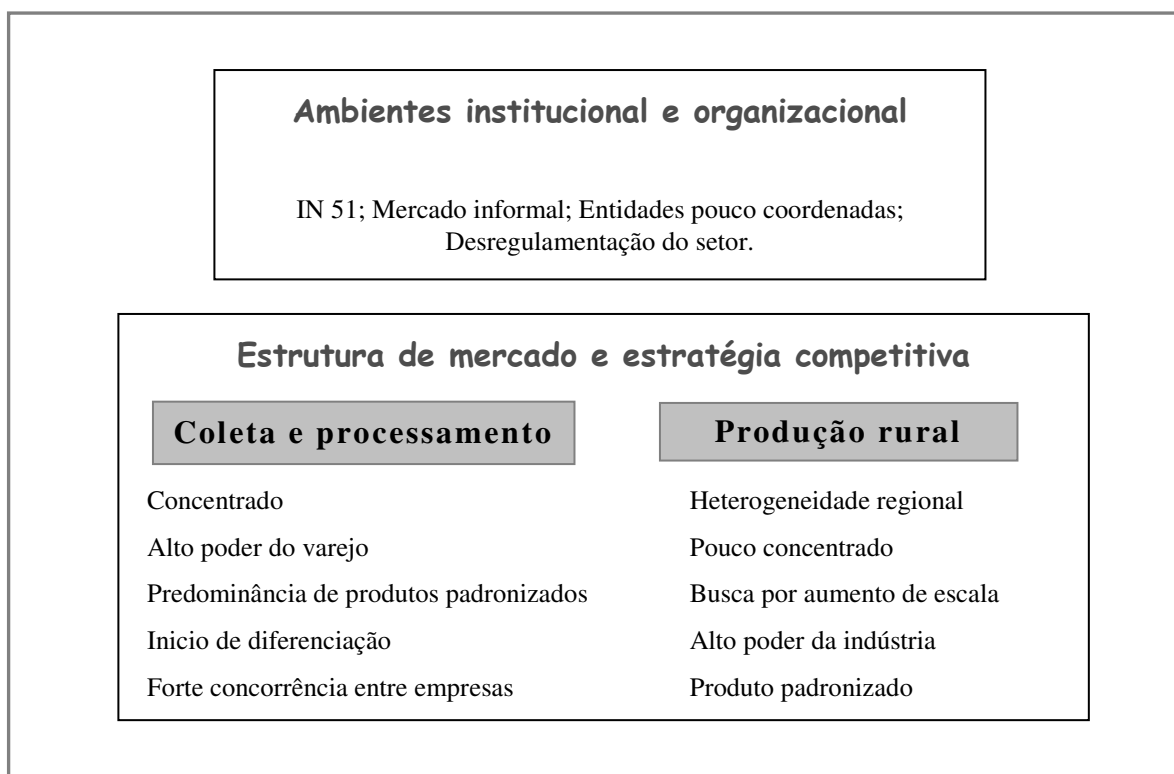 Ambientes institucional e organizacional
IN 51; Mercado informal; Entidades pouco coordenadas;
Desregulamentação do setor.
Estrutura de mercado e estratégia competitiva
Coleta e processamento
Concentrado
Alto poder do varejo
Predominância de produtos padronizados
Inicio de diferenciação
Forte concorrência entre empresas
Produção rural
Heterogeneidade regional
Pouco concentrado
Busca por aumento de escala
Alto poder da indústria
Produto padronizado